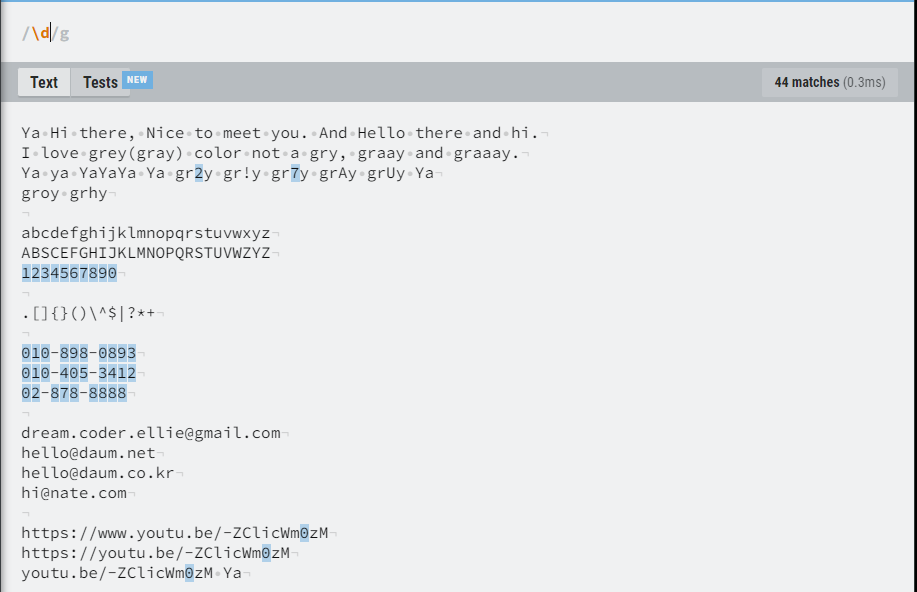 /\d/g
Text Tests NEW 44 matches (0.3ms)
Ya Hi there, Nice to meet you. And Hello there and hi.
I love grey(gray) color not a gry, graay and graaay.
Ya ya YaYaYa Ya gr2y gr!y gr7y grAy grUy Ya
groy grhy
abcdefghijklmnopqrstuvwxyz
ABSCEFGHIJKLMNOPQRSTUVWZYZ
1234567890
.[]{}()\^$|?*+
010-898-0893
010-405-3412
02-878-8888
dream.coder.ellie@gmail.com
hello@daum.net
hello@daum.co.kr
hi@nate.com
https://www.youtu.be/-ZClicWm0zM
https://youtu.be/-ZClicWm0zM
youtu.be/-ZClicWm0zM Ya